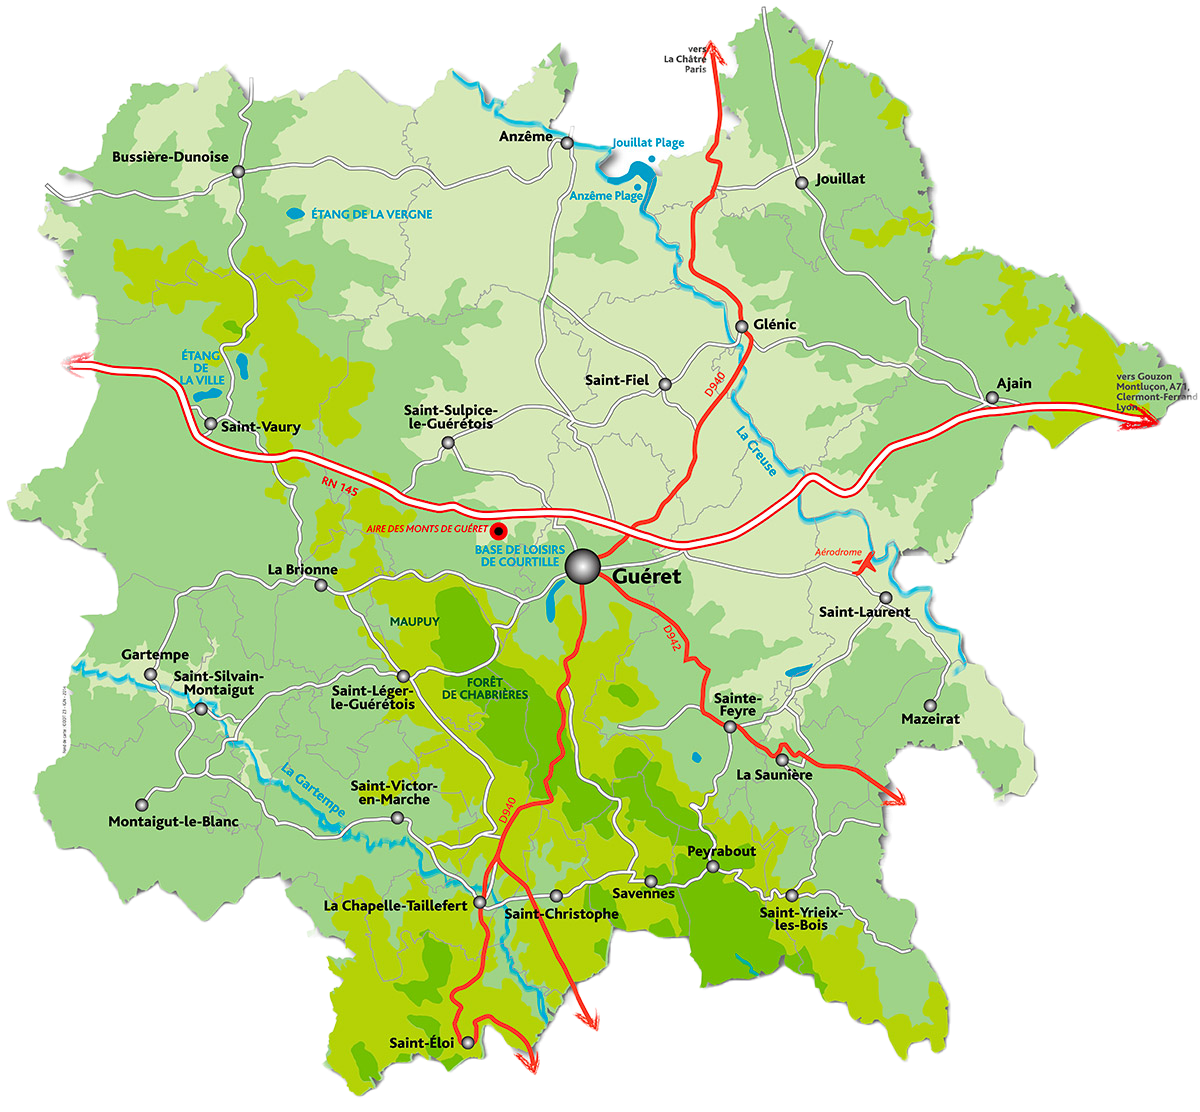 vers
La Châtre
Paris
Anzême
Jouillat Plage
Bussière-Dunoise
Jouillat
Anzême Plage
ÉTANG DE LA VERGNE
Glénic
ÉTANG
DE
LA VILLE
Saint-Fiel
D940
Ajain
vers Gouzon
Montluçon, A71,
Clermont-Ferrand
Lyon
Saint-Sulpice-
le-Guérétois
Saint-Vaury
La Creuse
RN 145
AIRE DES MONTS DE GUÉRET
BASE DE LOISIRS
DE COURTILLE
Aérodrome
La Brionne
Guéret
Saint-Laurent
MAUPUY
D942
Gartempe
Saint-Silvain-
Montaigut
Saint-Léger-
le-Guérétois
FORÊT
DE CHABRIÈRES
Sainte-
Feyre
Mazeirat
La Saunière
La Gartempe
Saint-Victor-
en-Marche
D940
Montaigut-le-Blanc
Peyrabout
Savennes
La Chapelle-Taillefert
Saint-Christophe
Saint-Yrieix-
les-Bois
Saint-Éloi